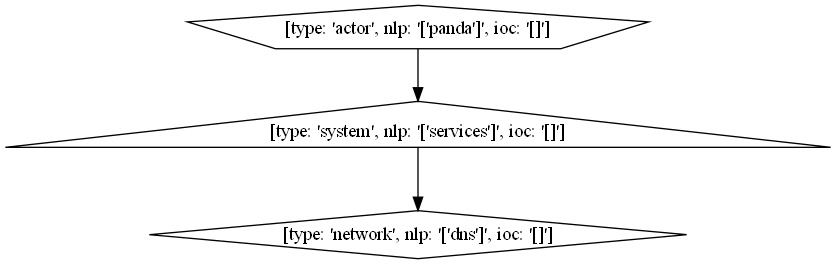 [type: 'actor', nlp: '['panda']', ioc: '[]']
[type: 'system', nlp: '['services']', ioc: '[]']
[type: 'network', nlp: '['dns']', ioc: '[]']